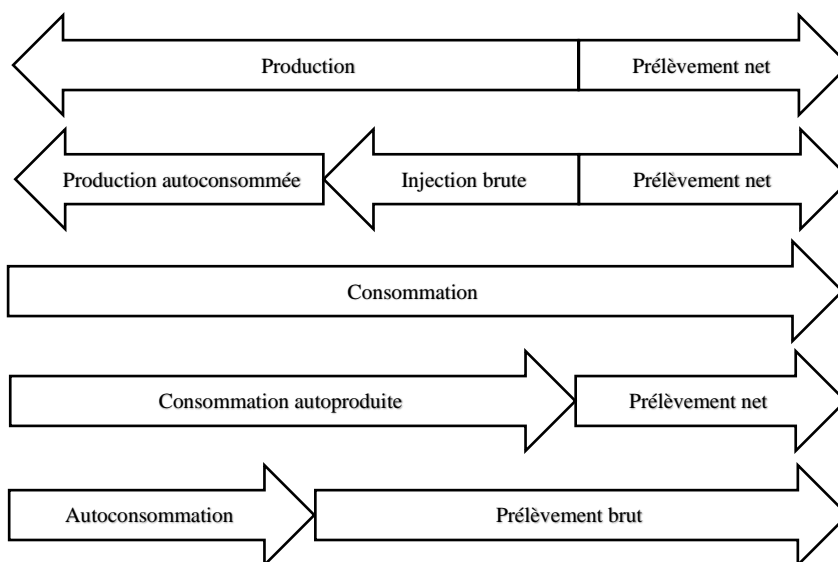 Production
Prélèvement net
Production autoconsommée
Injection brute
Prélèvement net
Consommation
Consommation autoproduite
Prélèvement net
Autoconsommation
Prélèvement brut